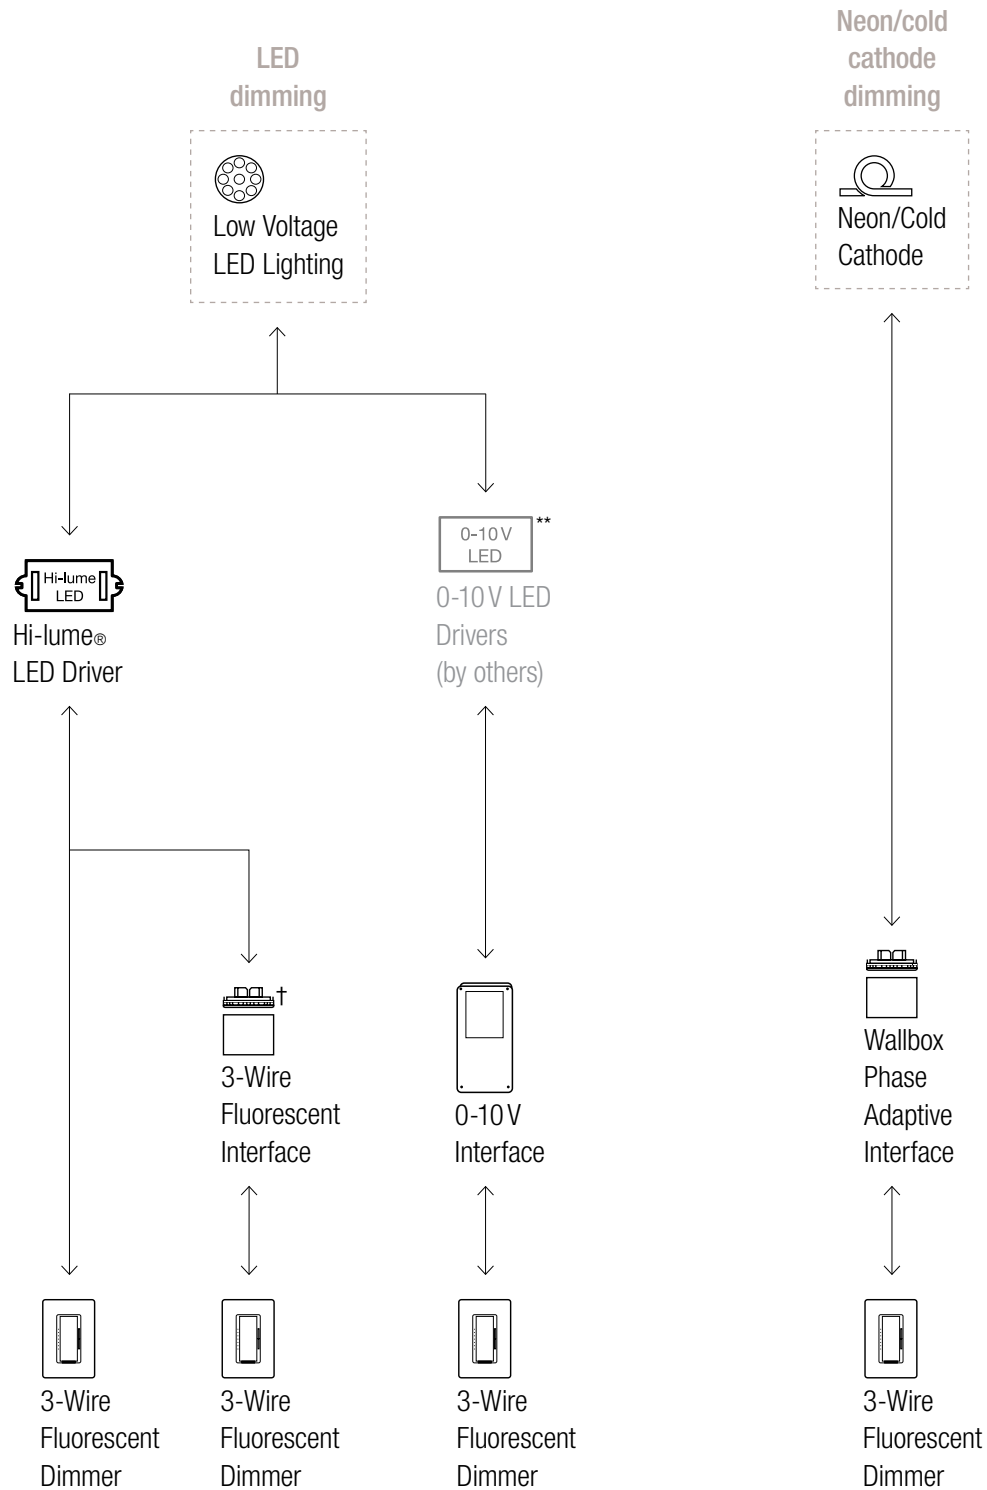 LED
dimming
Neon/cold
cathode
dimming
Low Voltage
LED Lighting
Neon/Cold
Cathode
Hi-lume
LED
Hi-lume®
LED Driver
0-10 V
LED
**
0-10 V LED
Drivers
(by others)
†
3-Wire
Fluorescent
Interface
0-10 V
Interface
Wallbox
Phase
Adaptive
Interface
3-Wire
Fluorescent
Dimmer
3-Wire
Fluorescent
Dimmer
3-Wire
Fluorescent
Dimmer
3-Wire
Fluorescent
Dimmer